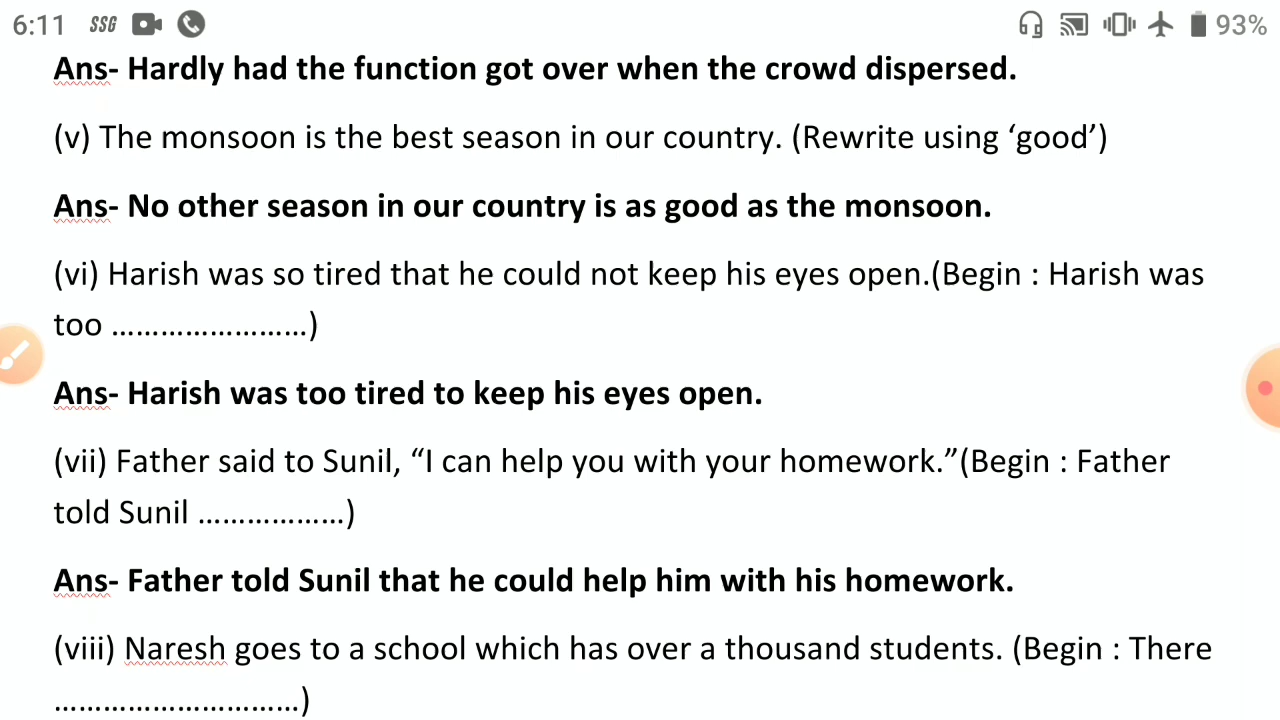 6:11 SSG 93%
Ans- Hardly had the function got over when the crowd dispersed.
(v) The monsoon is the best season in our country. (Rewrite using ‘good’)
Ans- No other season in our country is as good as the monsoon.
(vi) Harish was so tired that he could not keep his eyes open.(Begin : Harish was
too ……………………)
Ans- Harish was too tired to keep his eyes open.
(vii) Father said to Sunil, “I can help you with your homework.”(Begin : Father
told Sunil ………………)
Ans- Father told Sunil that he could help him with his homework.
(viii) Naresh goes to a school which has over a thousand students. (Begin : There
…………………………)